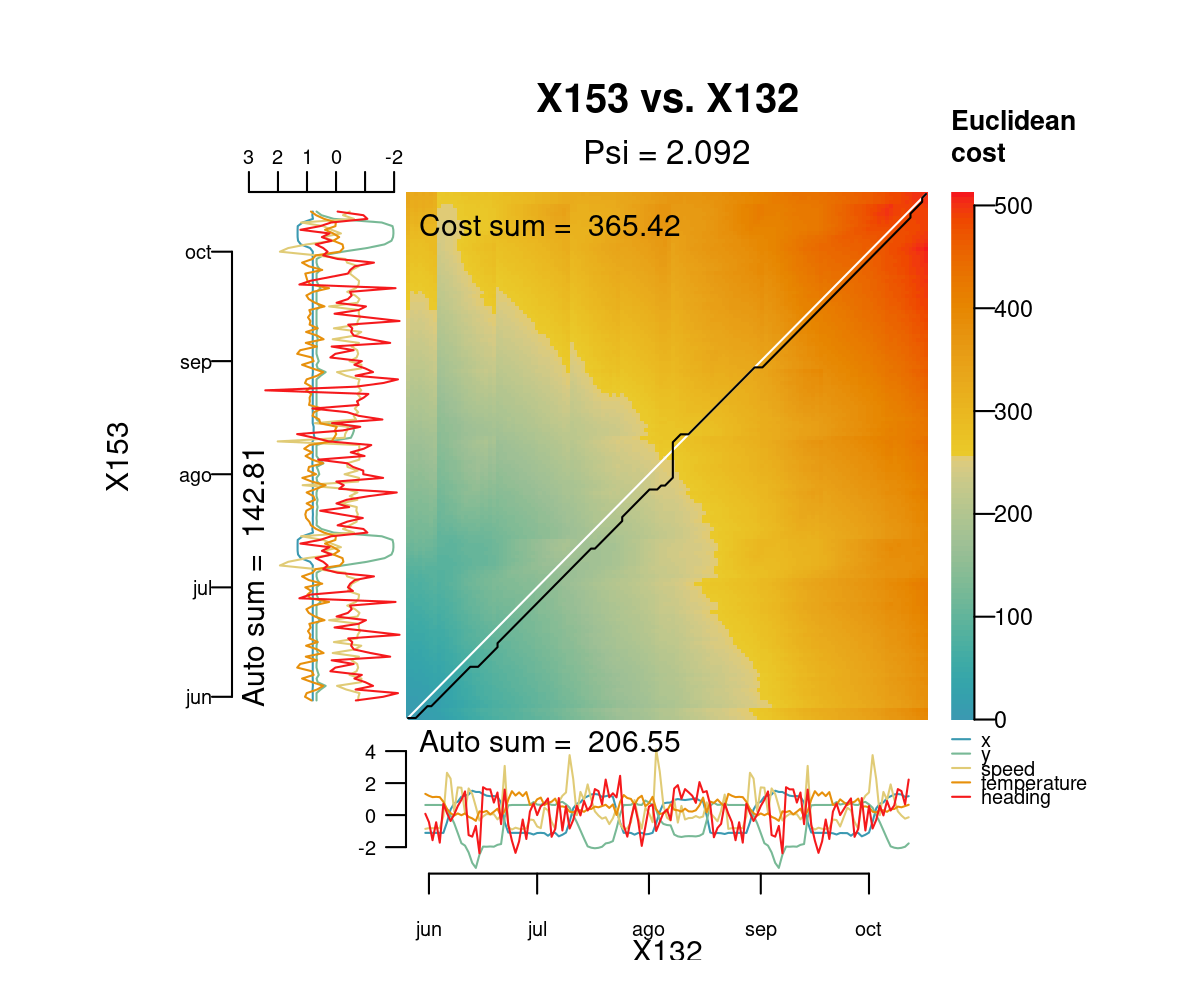 X153 vs. X132
Psi = 2.092
Euclidean
cost
3 2 1 0 -2
Cost sum = 365.42
500
400
300
200
100
0
oct
sep
ago
jul
jun
X153
Auto sum = 142.81
Auto sum = 206.55
4
2
0
-2
x
y
speed
temperature
heading
jun jul ago sep oct
X132